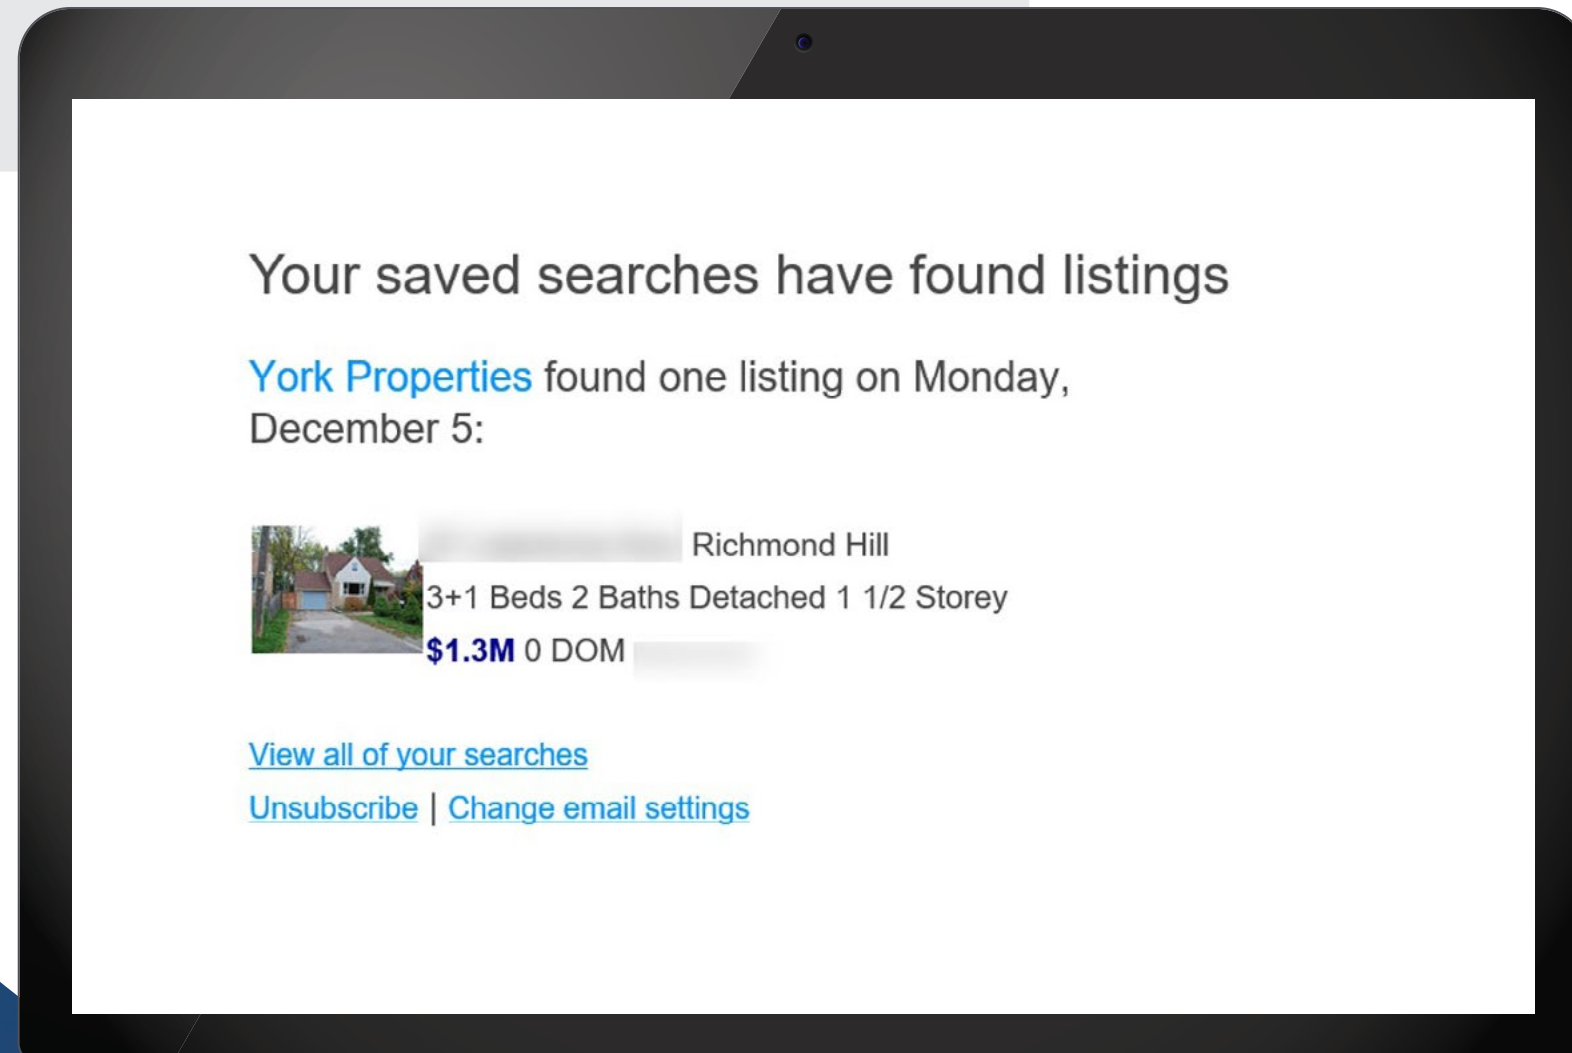 Your saved searches have found listings
York Properties found one listing on Monday,
December 5:
Richmond Hill
3+1 Beds 2 Baths Detached 1 1/2 Storey
$1.3M 0 DOM
View all of your searches
Unsubscribe | Change email settings